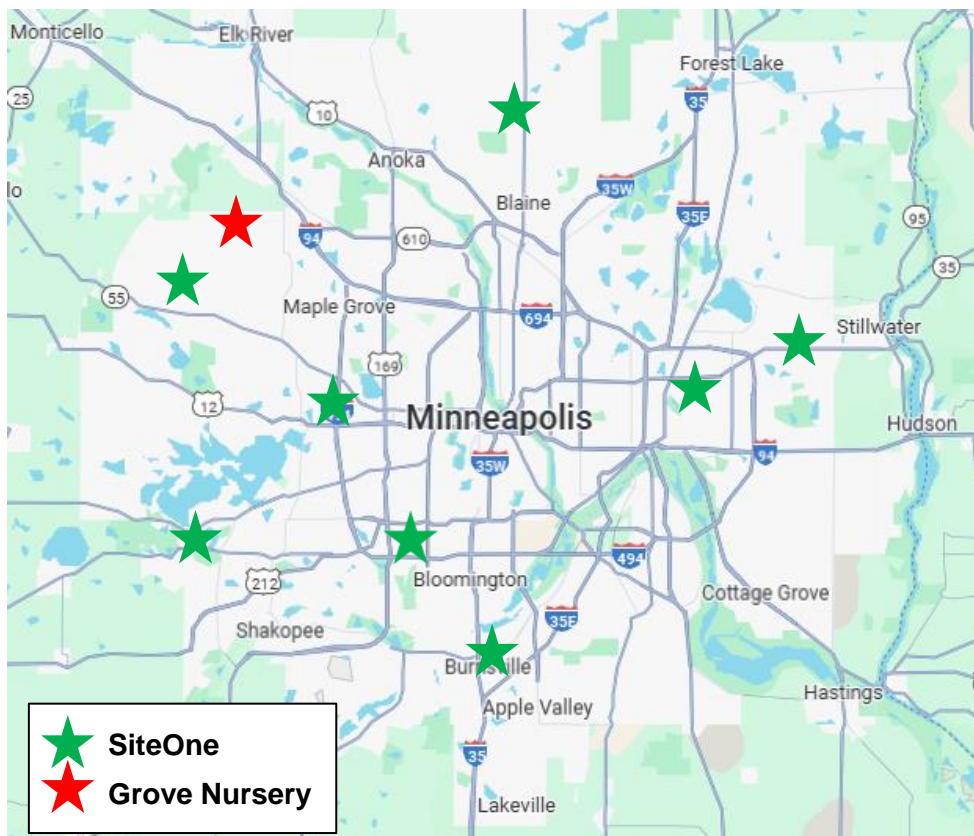 Monticello
Elk River
Forest Lake
25
10
35
Anoka
lo
35W
Blaine
35E
95
94
610
35
55
Maple Grove
694
Stillwater
169
12
Minneapolis
Hudson
35W
94
494
212
Bloomington
Cottage Grove
35E
Shakopee
Burnsville
Hastings
Apple Valley
35
Lakeville
SiteOne
Grove Nursery